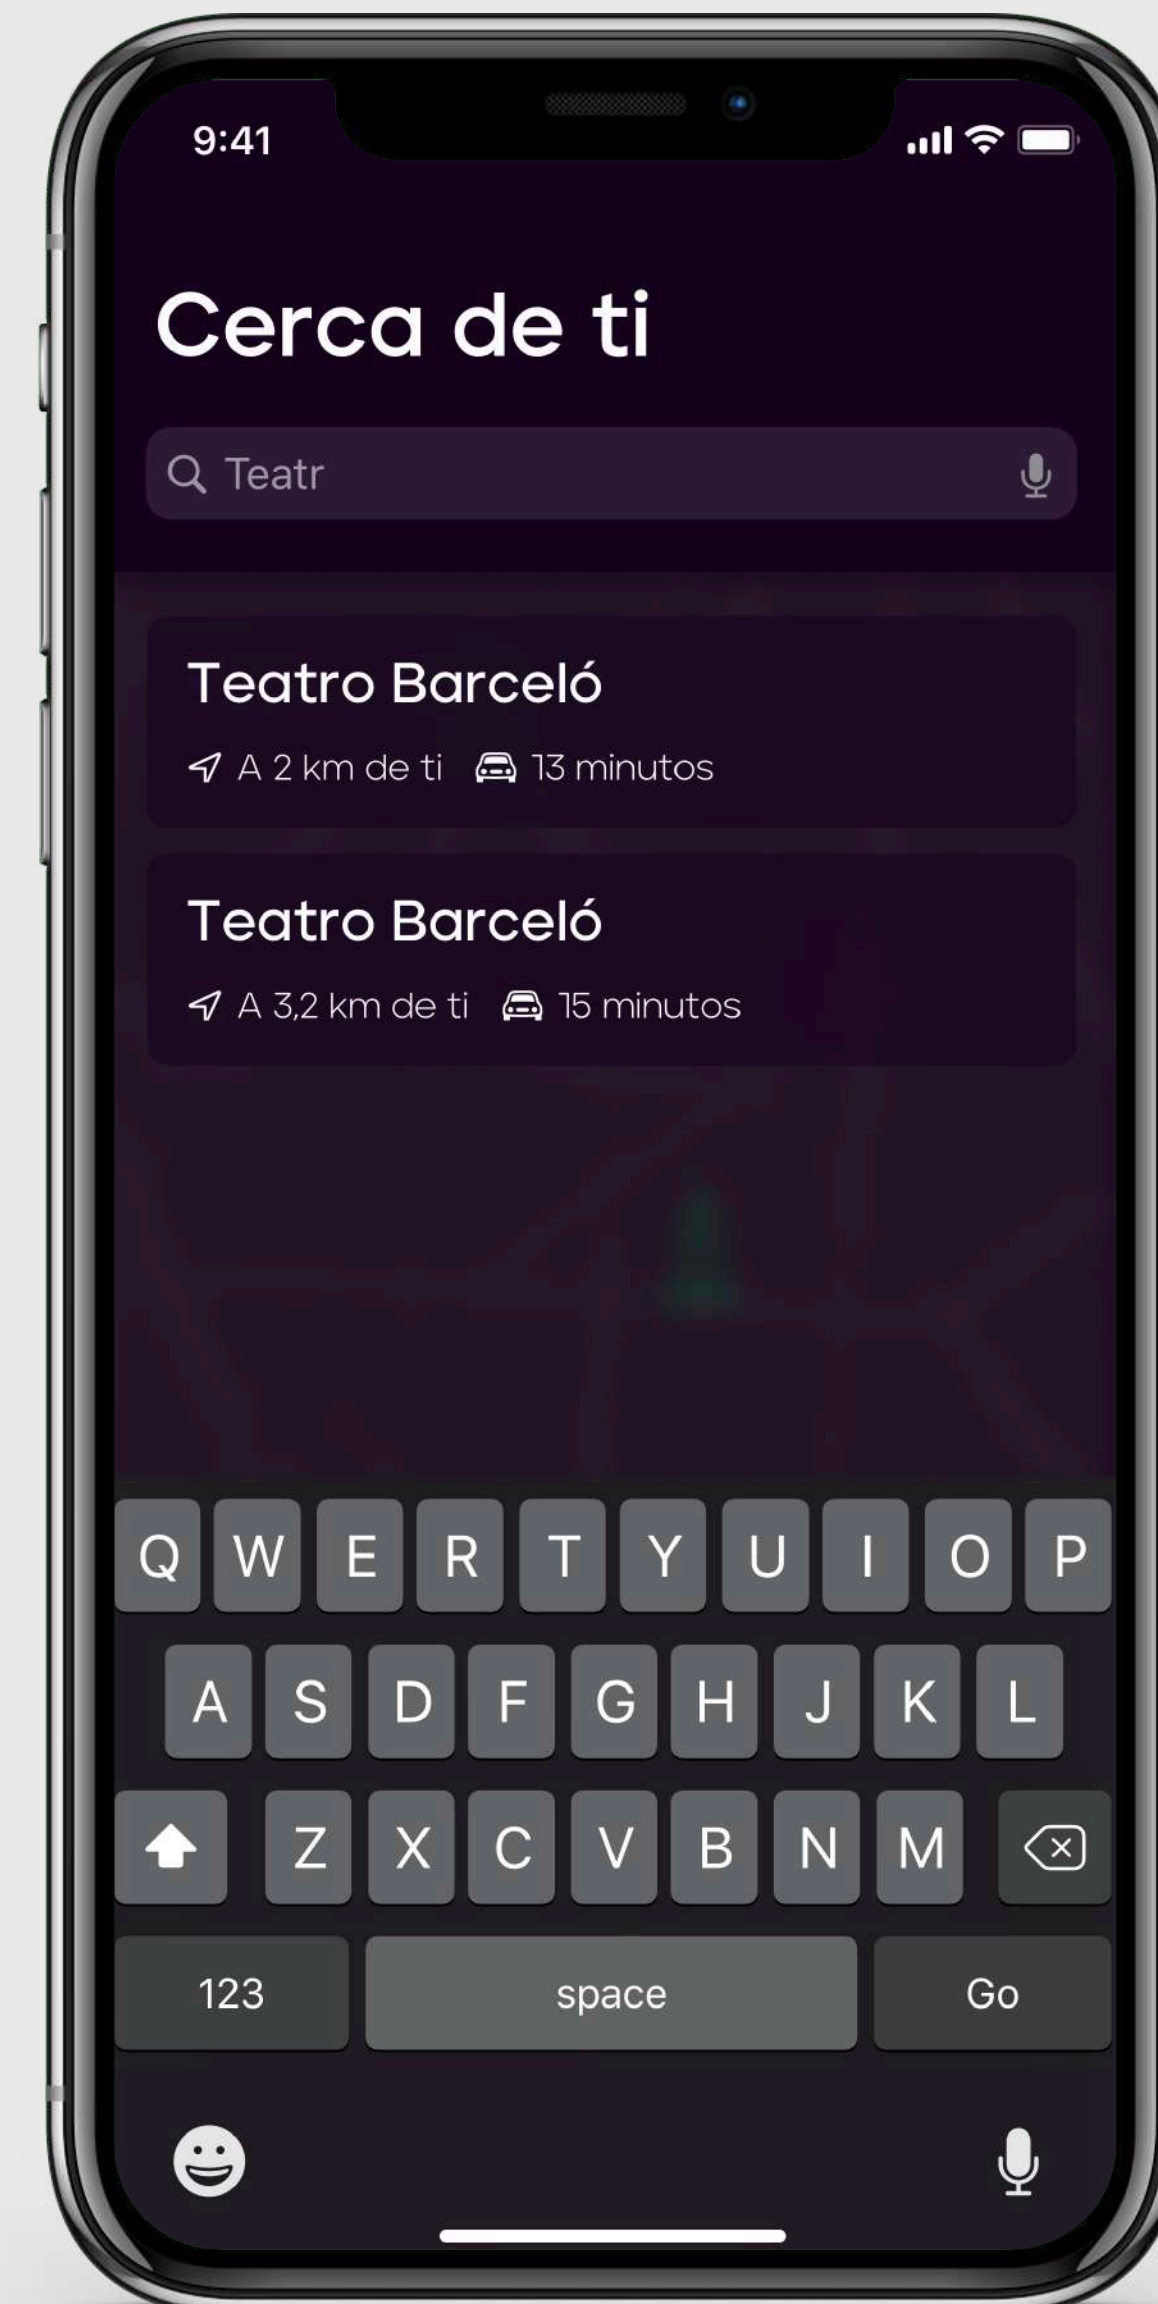 9:41
Cerca de ti
Teatr
Teatro Barceló
A 2 km de ti 13 minutos
Teatro Barceló
A 3,2 km de ti 15 minutos
Q W E R T Y U I O P
A S D F G H J K L
Z X C V B N M
123 space Go